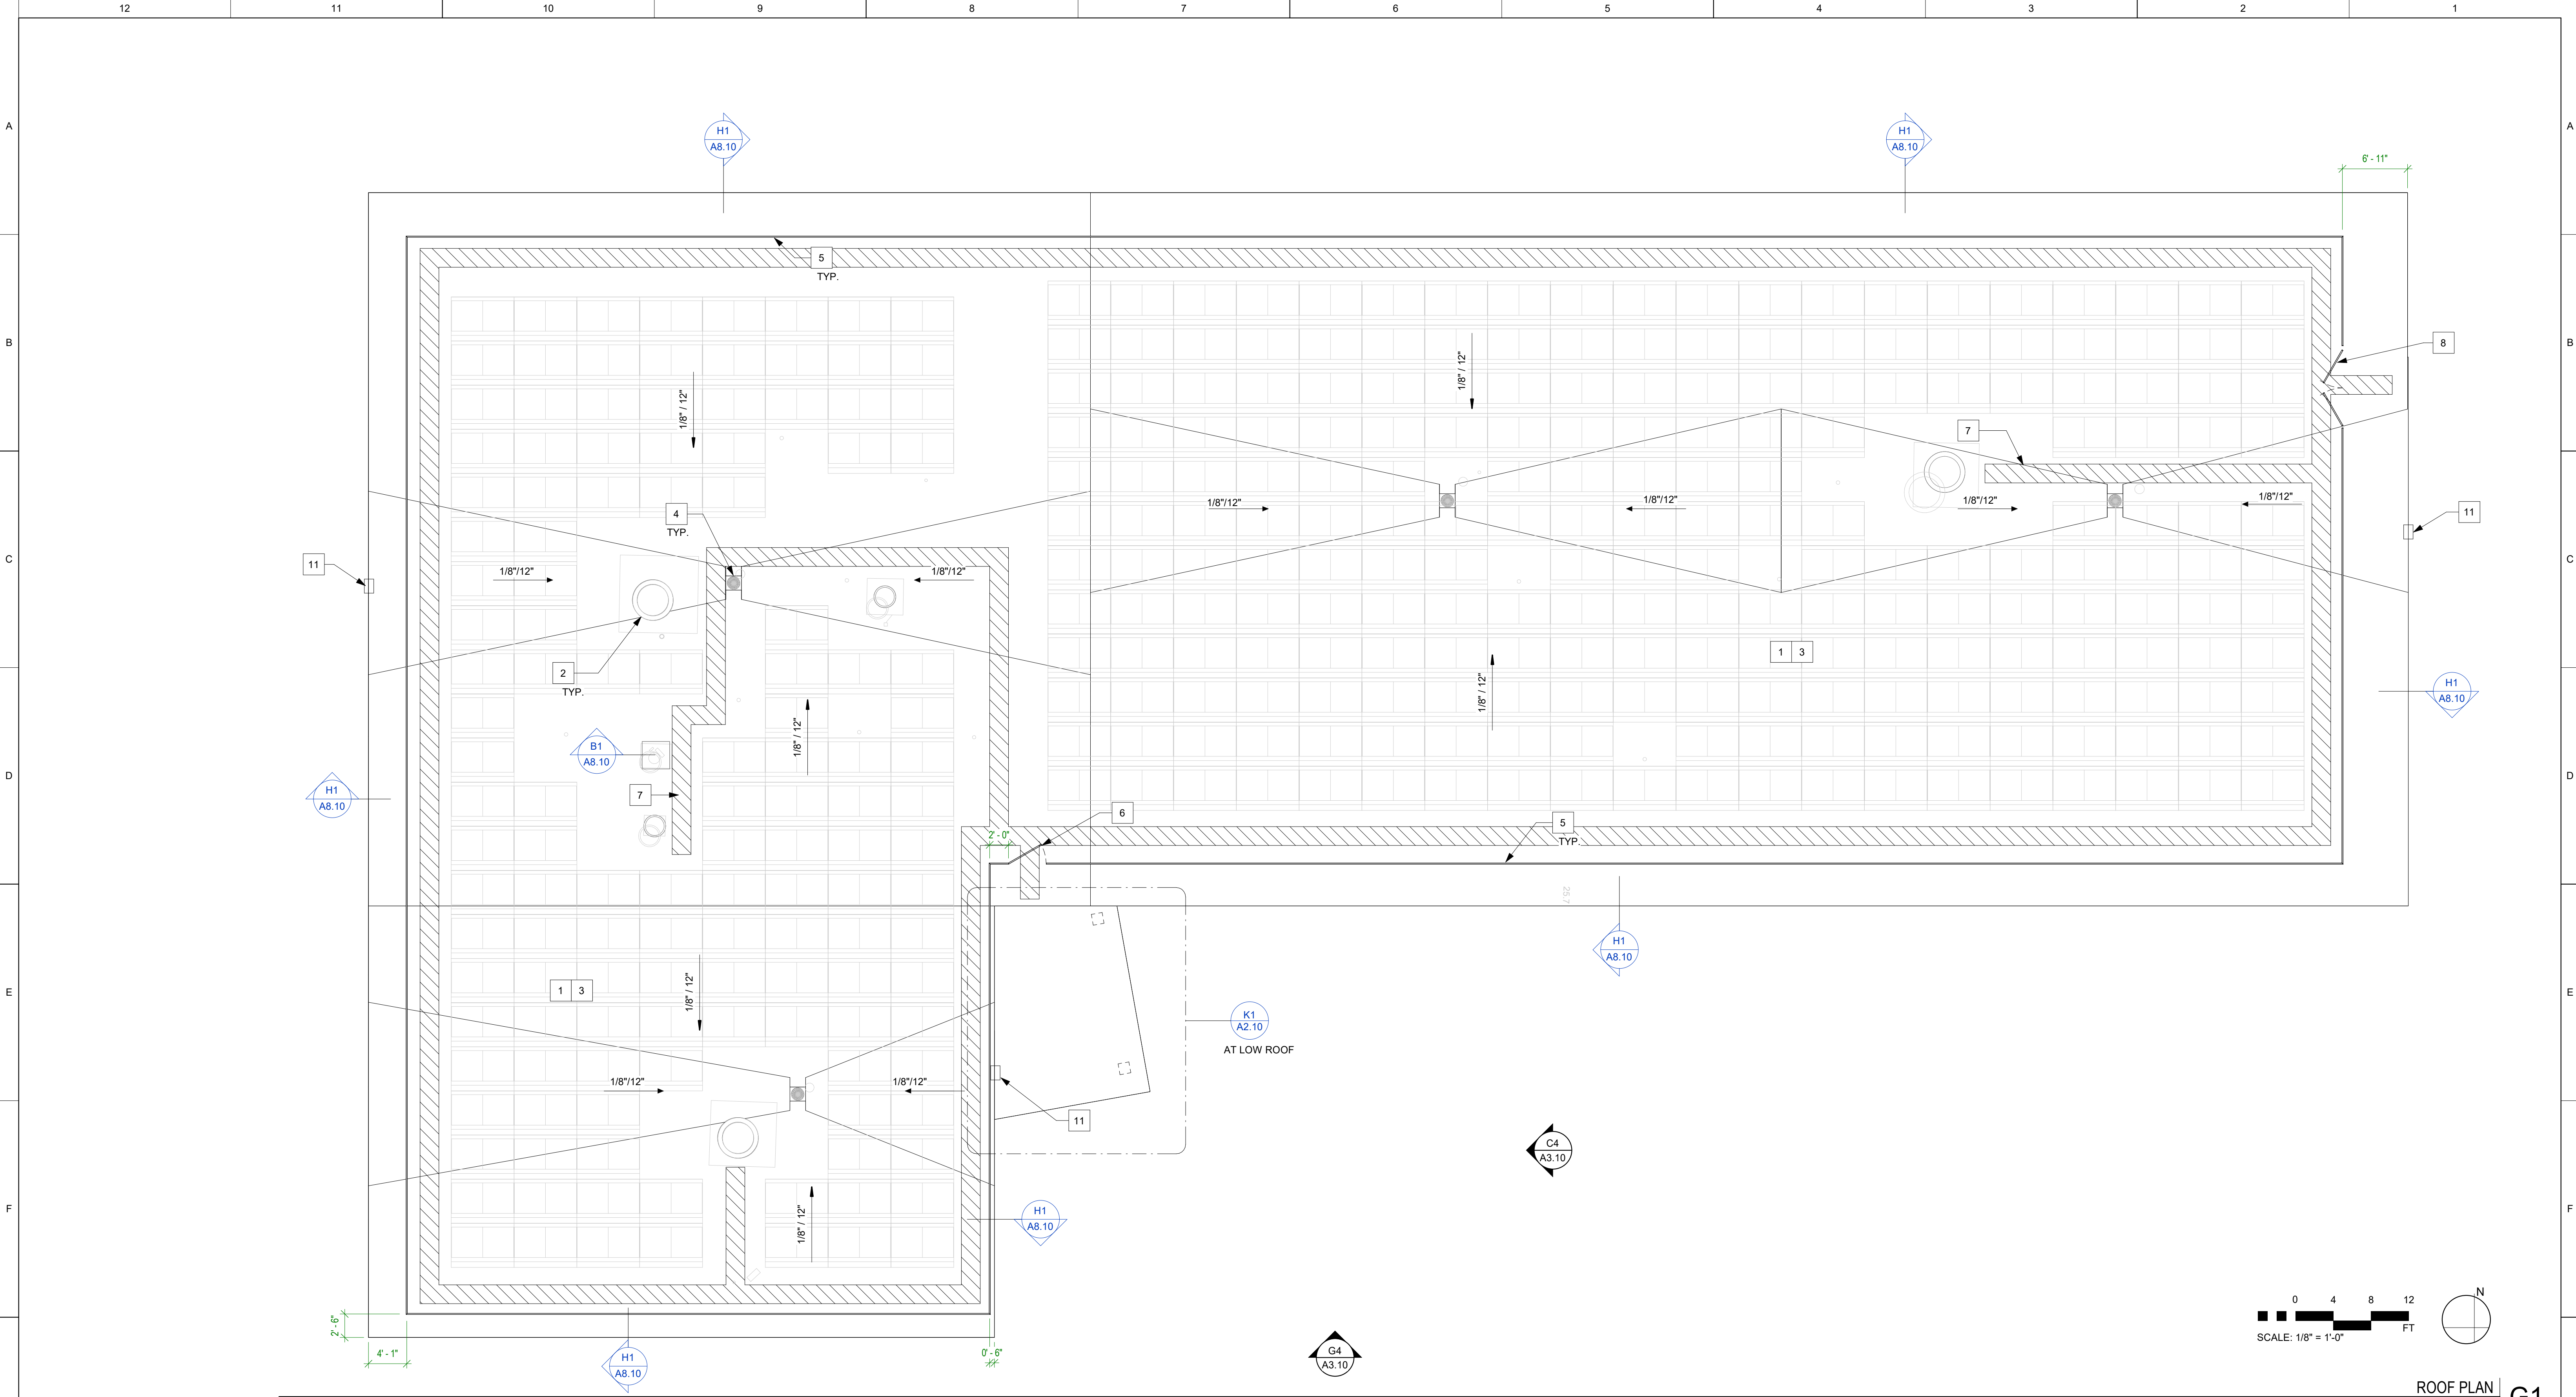 12 11 10 9 8 7 6 5 4 3 2 1
A
A
H1
A8.10
H1
A8.10
6' - 11"
5
TYP.
B
B
8
1/8" / 12"
1/8" / 12"
7
4
TYP.
1/8"/12"
1/8"/12"
1/8"/12"
1/8"/12"
11
C
C
11
1/8"/12"
1/8"/12"
1 3
2
TYP.
1/8" / 12"
H1
A8.10
1/8" / 12"
B1
A8.10
D
D
H1
A8.10
7
6
5
TYP.
2' - 0"
25.7
H1
A8.10
E
E
1 3
1/8" / 12"
K1
A2.10
AT LOW ROOF
1/8"/12"
1/8"/12"
11
C4
A3.10
F
F
H1
A8.10
1/8" / 12"
N
0 4 8 12
FT
SCALE: 1/8" = 1'-0"
2' - 6"
4' - 1"
0' - 6"
H1
A8.10
G4
A3.10
ROOF PLAN
G1